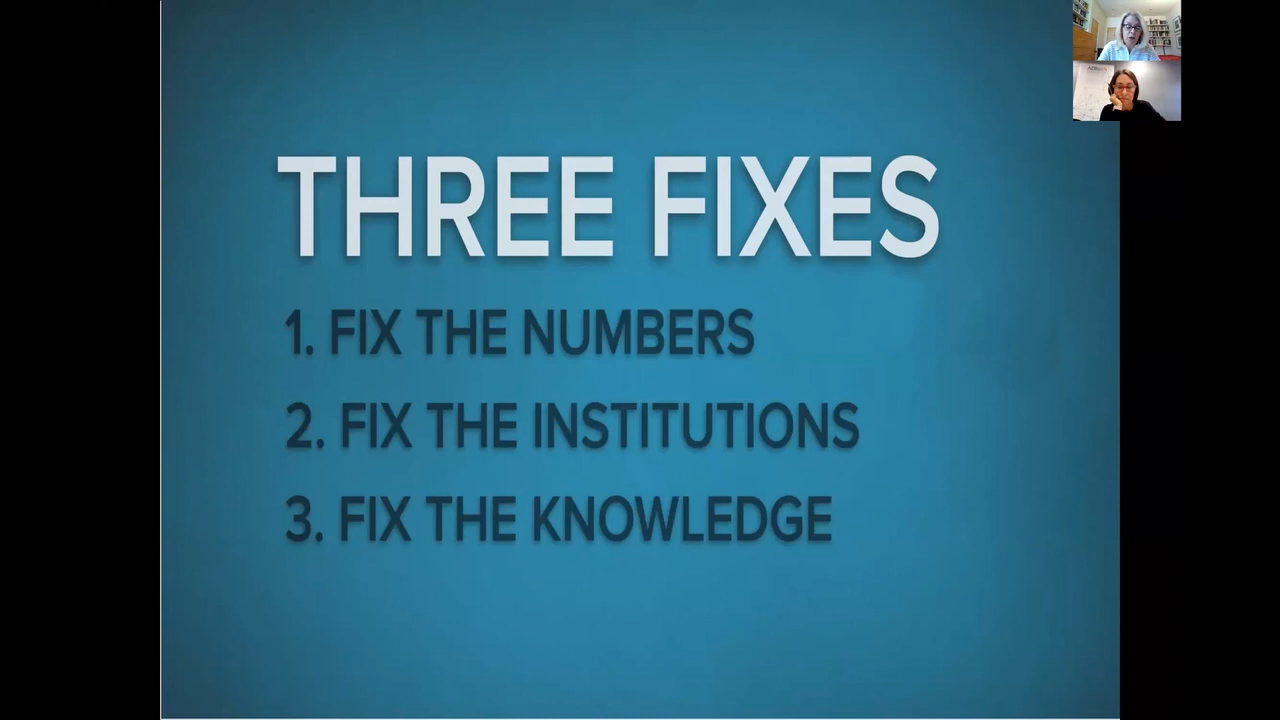 THREE FIXES
1. FIX THE NUMBERS
2. FIX THE INSTITUTIONS
3. FIX THE KNOWLEDGE